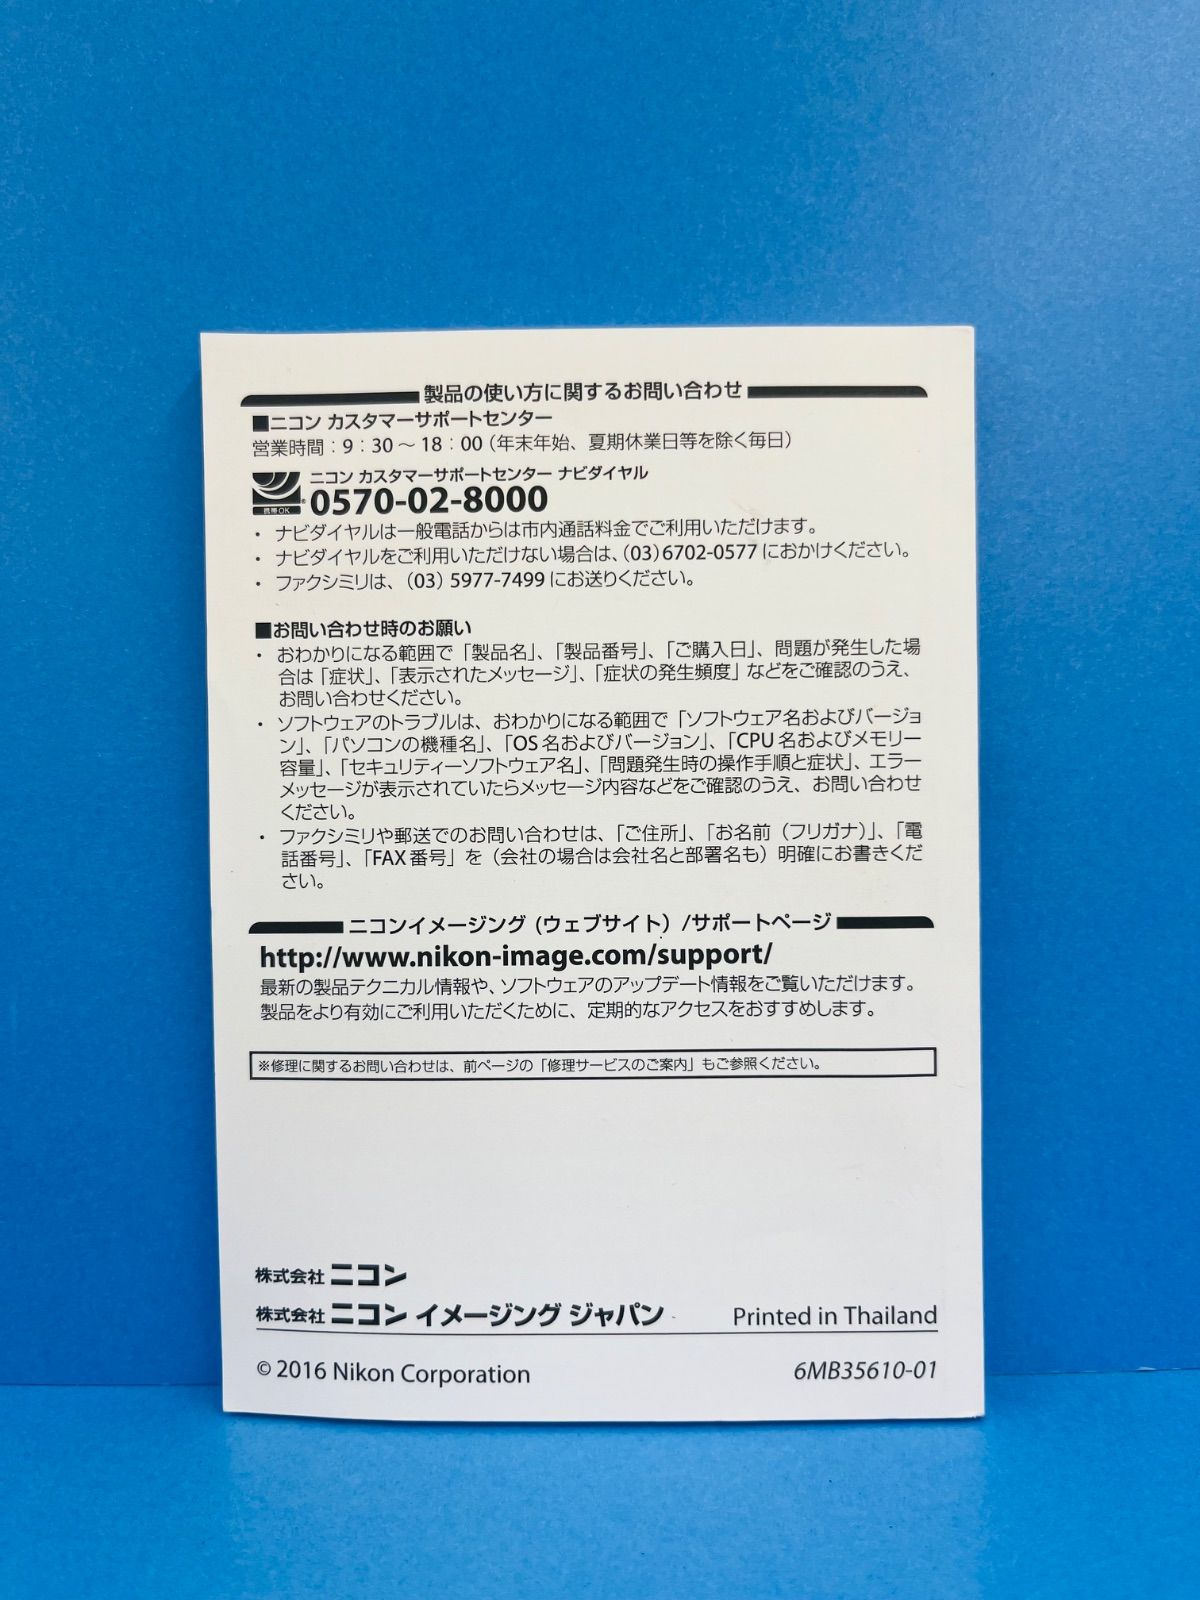 製品の使い方に関するお問い合わせ
■ニコン カスタマーサポートセンター
営業時間：9：30～18：00（年末年始、夏期休業日等を除く毎日）
ニコン カスタマーサポートセンター ナビダイヤル
携帯OK ® 0570-02-8000
・ ナビダイヤルは一般電話からは市内通話料金でご利用いただけます。
・ ナビダイヤルをご利用いただけない場合は、（03）6702-0577 におかけください。
・ ファクシミリは、（03）5977-7499 にお送りください。
■お問い合わせ時のお願い
・ おわかりになる範囲で「製品名」、「製品番号」、「ご購入日」、問題が発生した場
合は「症状」、「表示されたメッセージ」、「症状の発生頻度」などをご確認のうえ、
お問い合わせください。
・ ソフトウェアのトラブルは、おわかりになる範囲で「ソフトウェア名およびバージョ
ン」、「パソコンの機種名」、「OS 名およびバージョン」、「CPU 名およびメモリー
容量」、「セキュリティーソフトウェア名」、「問題発生時の操作手順と症状」、エラー
メッセージが表示されていたらメッセージ内容などをご確認のうえ、お問い合わせ
ください。
・ ファクシミリや郵送でのお問い合わせは、「ご住所」、「お名前（フリガナ）」、「電
話番号」、「FAX 番号」を（会社の場合は会社名と部署名も）明確にお書きくだ
さい。
ニコンイメージング（ウェブサイト）/サポートページ
http://www.nikon-image.com/support/
最新の製品テクニカル情報や、ソフトウェアのアップデート情報をご覧いただけます。
製品をより有効にご利用いただくために、定期的なアクセスをおすすめします。
※修理に関するお問い合わせは、前ページの「修理サービスのご案内」もご参照ください。
株式会社 ニコン
株式会社 ニコン イメージング ジャパン Printed in Thailand
© 2016 Nikon Corporation 6MB35610-01